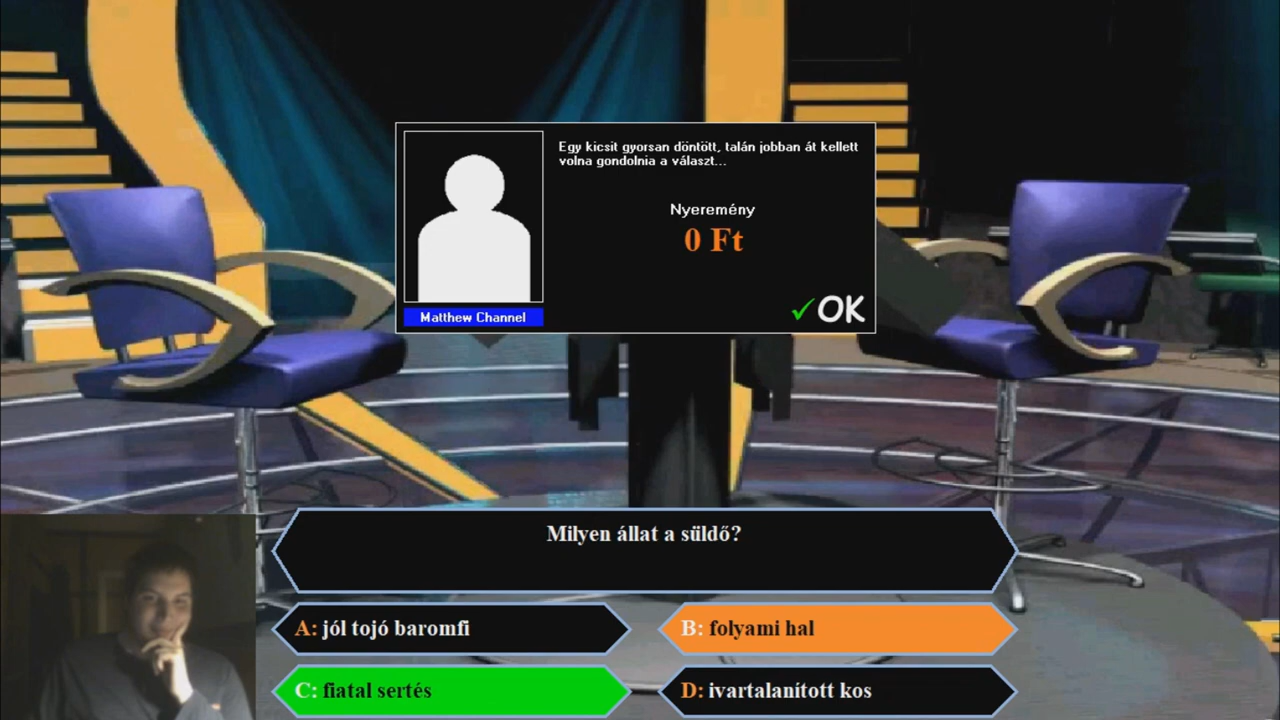 Egy kicsit gyorsan döntött, talán jobban át kellett
volna gondolnia a választ...
Nyeremény
0 Ft
OK
Matthew Channel
Milyen állat a süldő?
A: jól tojó baromfi
B: folyami hal
C: fiatal sertés
D: ivartalanított kos